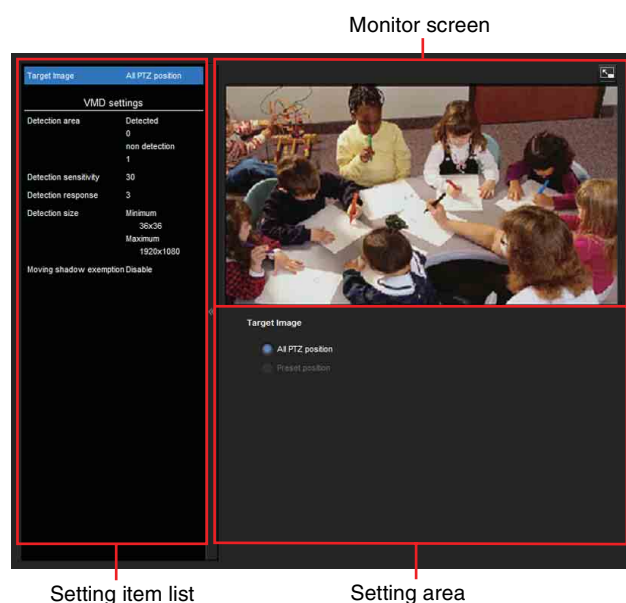 Monitor screen
Target Image All PTZ position
VMD settings
Detection area Detected
0
non detection
1
Detection sensitivity 30
Detection response 3
Detection size Minimum
36x36
Maximum
1920x1080
Moving shadow exemption Disable
Target Image
All PTZ position
Preset position
Setting item list
Setting area